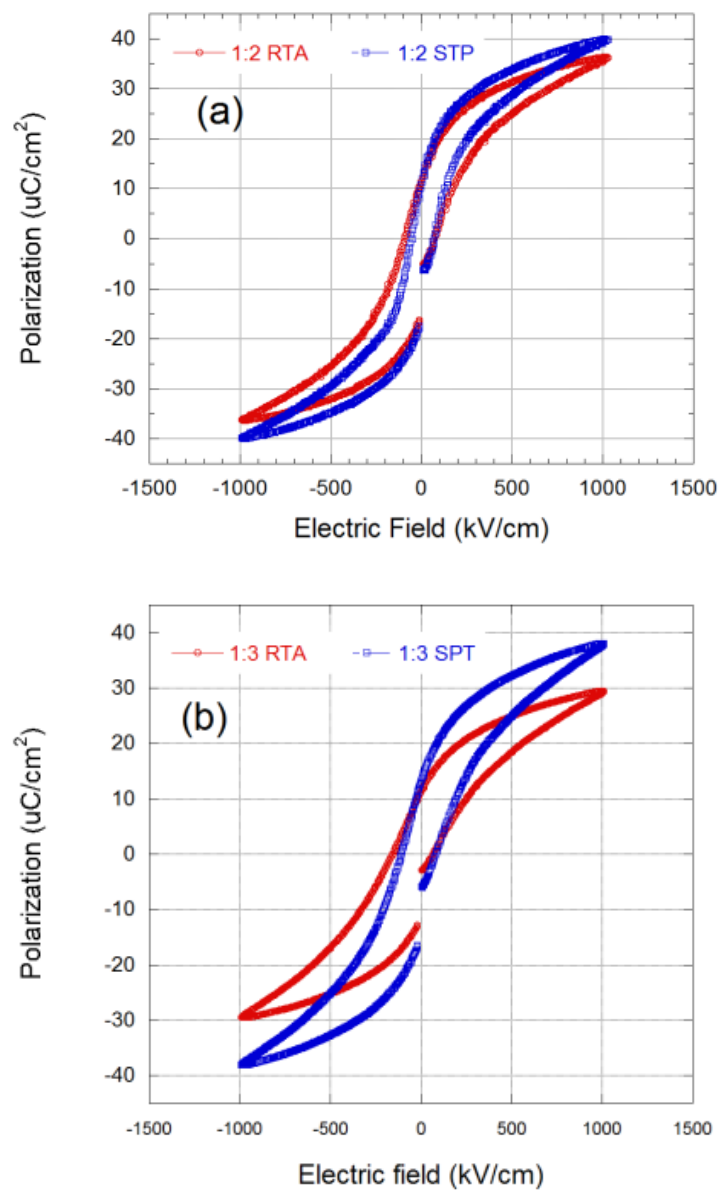 40
30
20
10
0
-10
-20
-30
-40
Polarization (uC/cm²)
1:2 RTA 1:2 STP
(a)
-1500 -1000 -500 0 500 1000 1500
Electric Field (kV/cm)
40
30
20
10
0
-10
-20
-30
-40
Polarization (uC/cm²)
1:3 RTA 1:3 SPT
(b)
-1500 -1000 -500 0 500 1000 1500
Electric field (kV/cm)